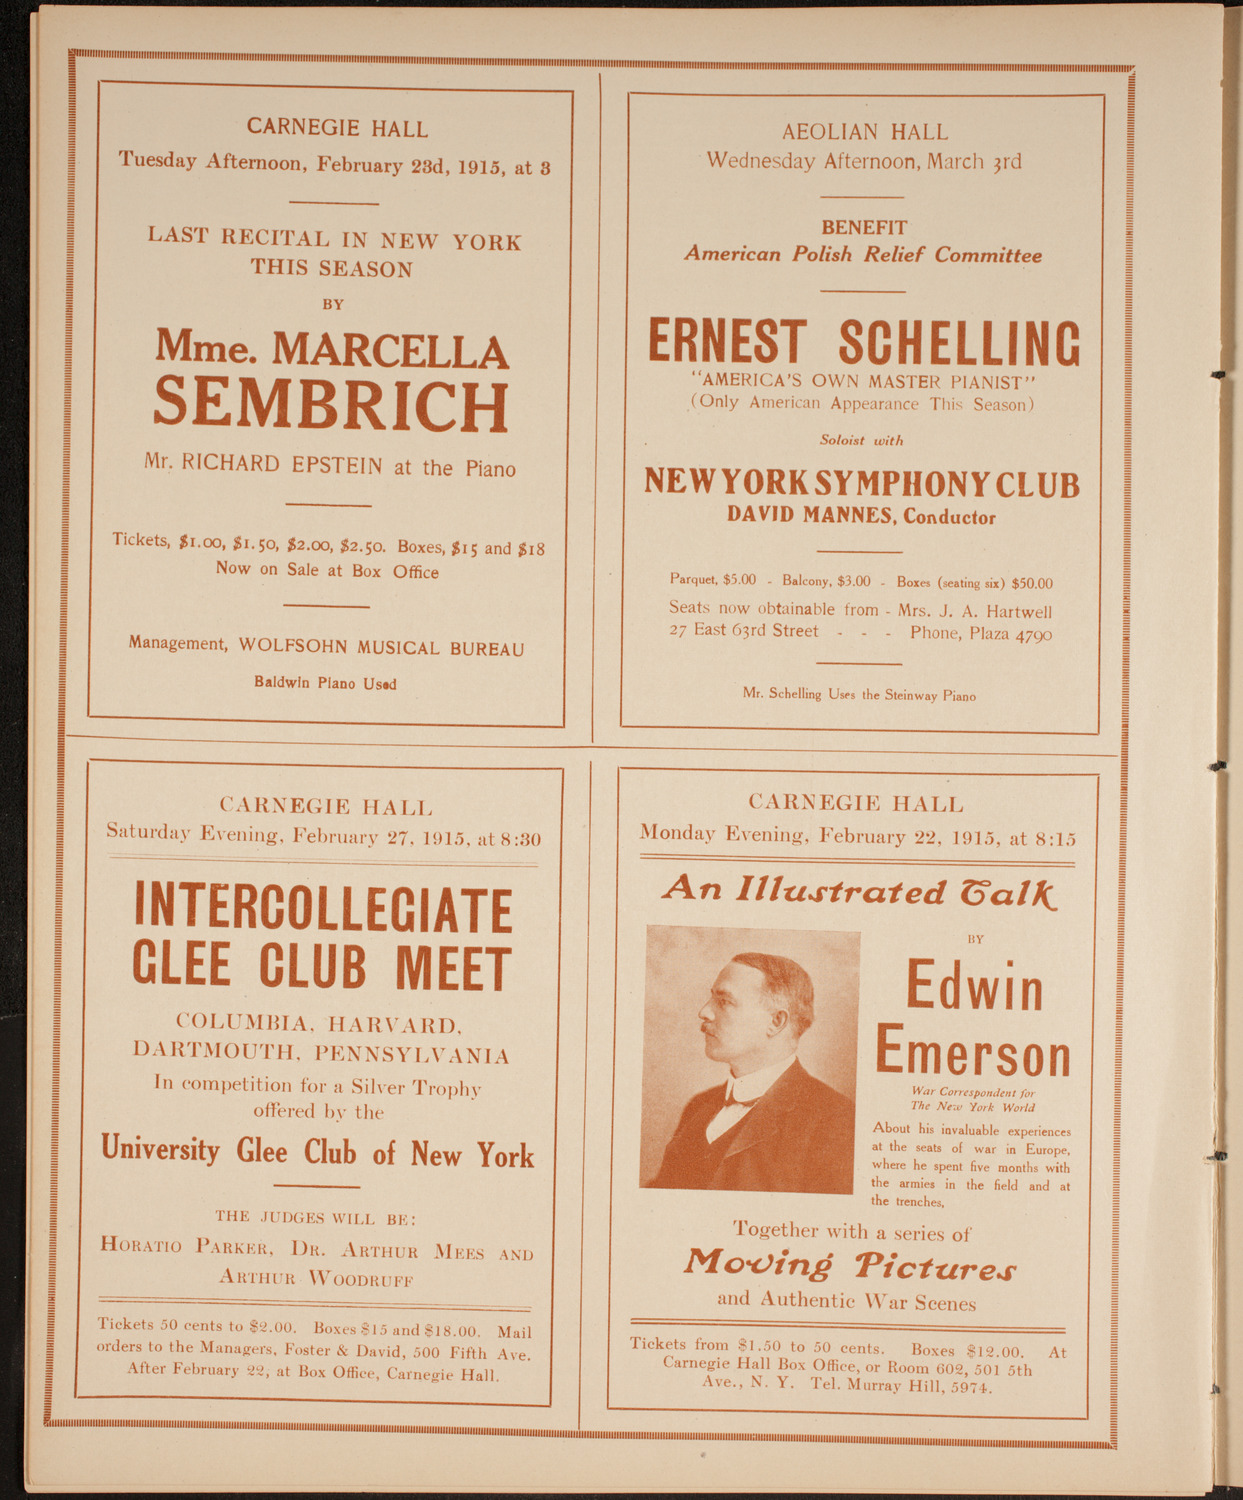 CARNEGIE HALL
Tuesday Afternoon, February 23d, 1915, at 3
LAST RECITAL IN NEW YORK
THIS SEASON
BY
Mme. MARCELLA
SEMBRICH
Mr. RICHARD EPSTEIN at the Piano
Tickets, $1.00, $1.50, $2.00, $2.50. Boxes, $15 and $18
Now on Sale at Box Office
Management, WOLFSOHN MUSICAL BUREAU
Baldwin Piano Used
AEOLIAN HALL
Wednesday Afternoon, March 3rd
BENEFIT
American Polish Relief Committee
ERNEST SCHELLING
"AMERICA'S OWN MASTER PIANIST"
(Only American Appearance This Season)
Soloist with
NEW YORK SYMPHONY CLUB
DAVID MANNES, Conductor
Parquet, $5.00 - Balcony, $3.00 - Boxes (seating six) $50.00
Seats now obtainable from - Mrs. J. A. Hartwell
27 East 63rd Street - - - Phone, Plaza 4790
Mr. Schelling Uses the Steinway Piano
CARNEGIE HALL
Saturday Evening, February 27, 1915, at 8:30
INTERCOLLEGIATE
GLEE CLUB MEET
COLUMBIA, HARVARD,
DARTMOUTH, PENNSYLVANIA
In competition for a Silver Trophy
offered by the
University Glee Club of New York
THE JUDGES WILL BE:
HORATIO PARKER, DR. ARTHUR MEES AND
ARTHUR WOODRUFF
Tickets 50 cents to $2.00. Boxes $15 and $18.00. Mail
orders to the Managers, Foster & David, 500 Fifth Ave.
After February 22, at Box Office, Carnegie Hall.
CARNEGIE HALL
Monday Evening, February 22, 1915, at 8:15
An Illustrated Talk
BY
Edwin
Emerson
War Correspondent for
The New York World
About his invaluable experiences
at the seats of war in Europe,
where he spent five months with
the armies in the field and at
the trenches,
Together with a series of
Moving Pictures
and Authentic War Scenes
Tickets from $1.50 to 50 cents. Boxes $12.00. At
Carnegie Hall Box Office, or Room 602, 501 5th
Ave., N. Y. Tel. Murray Hill, 5974.